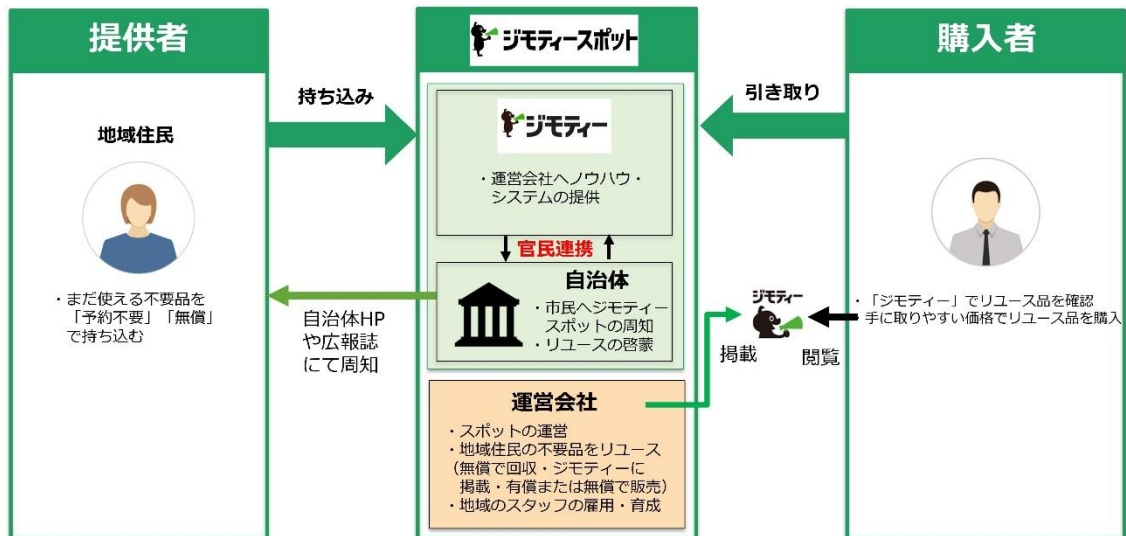 提供者
地域住民
・まだ使える不要品を
「予約不要」「無償」
で持ち込む
持ち込み
自治体HP
や広報誌
にて周知
ジモティースポット
ジモティー
・運営会社へノウハウ・
システムの提供
官民連携
自治体
・市民へジモティー
スポットの周知
・リユースの啓蒙
運営会社
・スポットの運営
・地域住民の不要品をリユース
（無償で回収・ジモティーに
掲載・有償または無償で販売）
・地域のスタッフの雇用・育成
引き取り
ジモティー
掲載
閲覧
購入者
・「ジモティー」でリユース品を確認
手に取りやすい価格でリユース品を購入